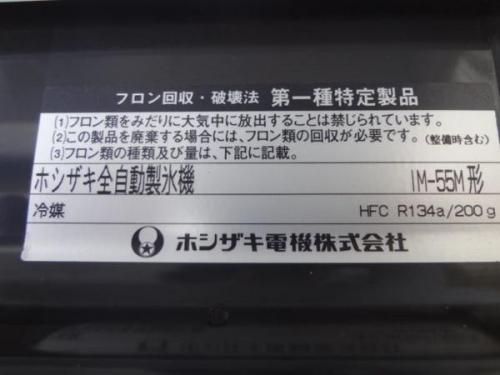 フロン回収・破壊法 第一種特定製品
(1)フロン類をみだりに大気中に放出することは禁じられています。
(2)この製品を廃棄する場合には、フロン類の回収が必要です。(整備時含む)
(3)フロン類の種類及び量は、下記に記載。
ホシザキ全自動製氷機 IM-55M形
冷媒 HFC R134a/200g
ホシザキ電機株式会社